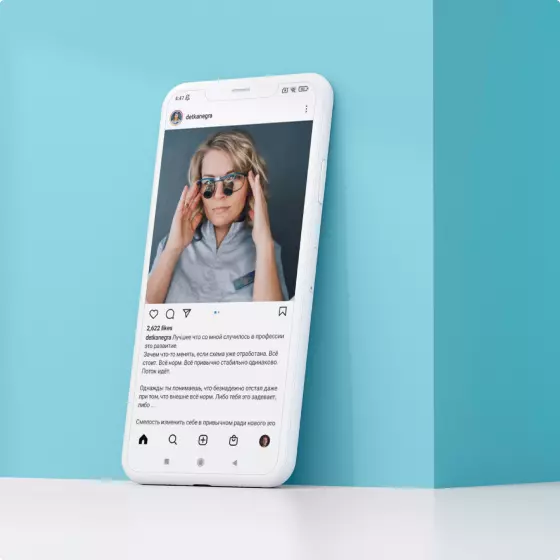 4:47
detkanegra
2,622 likes
detkanegra Лучшее что со мной случилось в профессии
это развитие.
Зачем что-то менять, если схема уже отработана. Всё
стоит. Всё норм. Всё привычно стабильно одинаково.
Поток идёт.
Однажды ты понимаешь, что безнадежно отстал даже
при том, что внешне всё норм. Либо тебя это задевает,
либо ...
Смелость изменить себе в привычном ради нового это